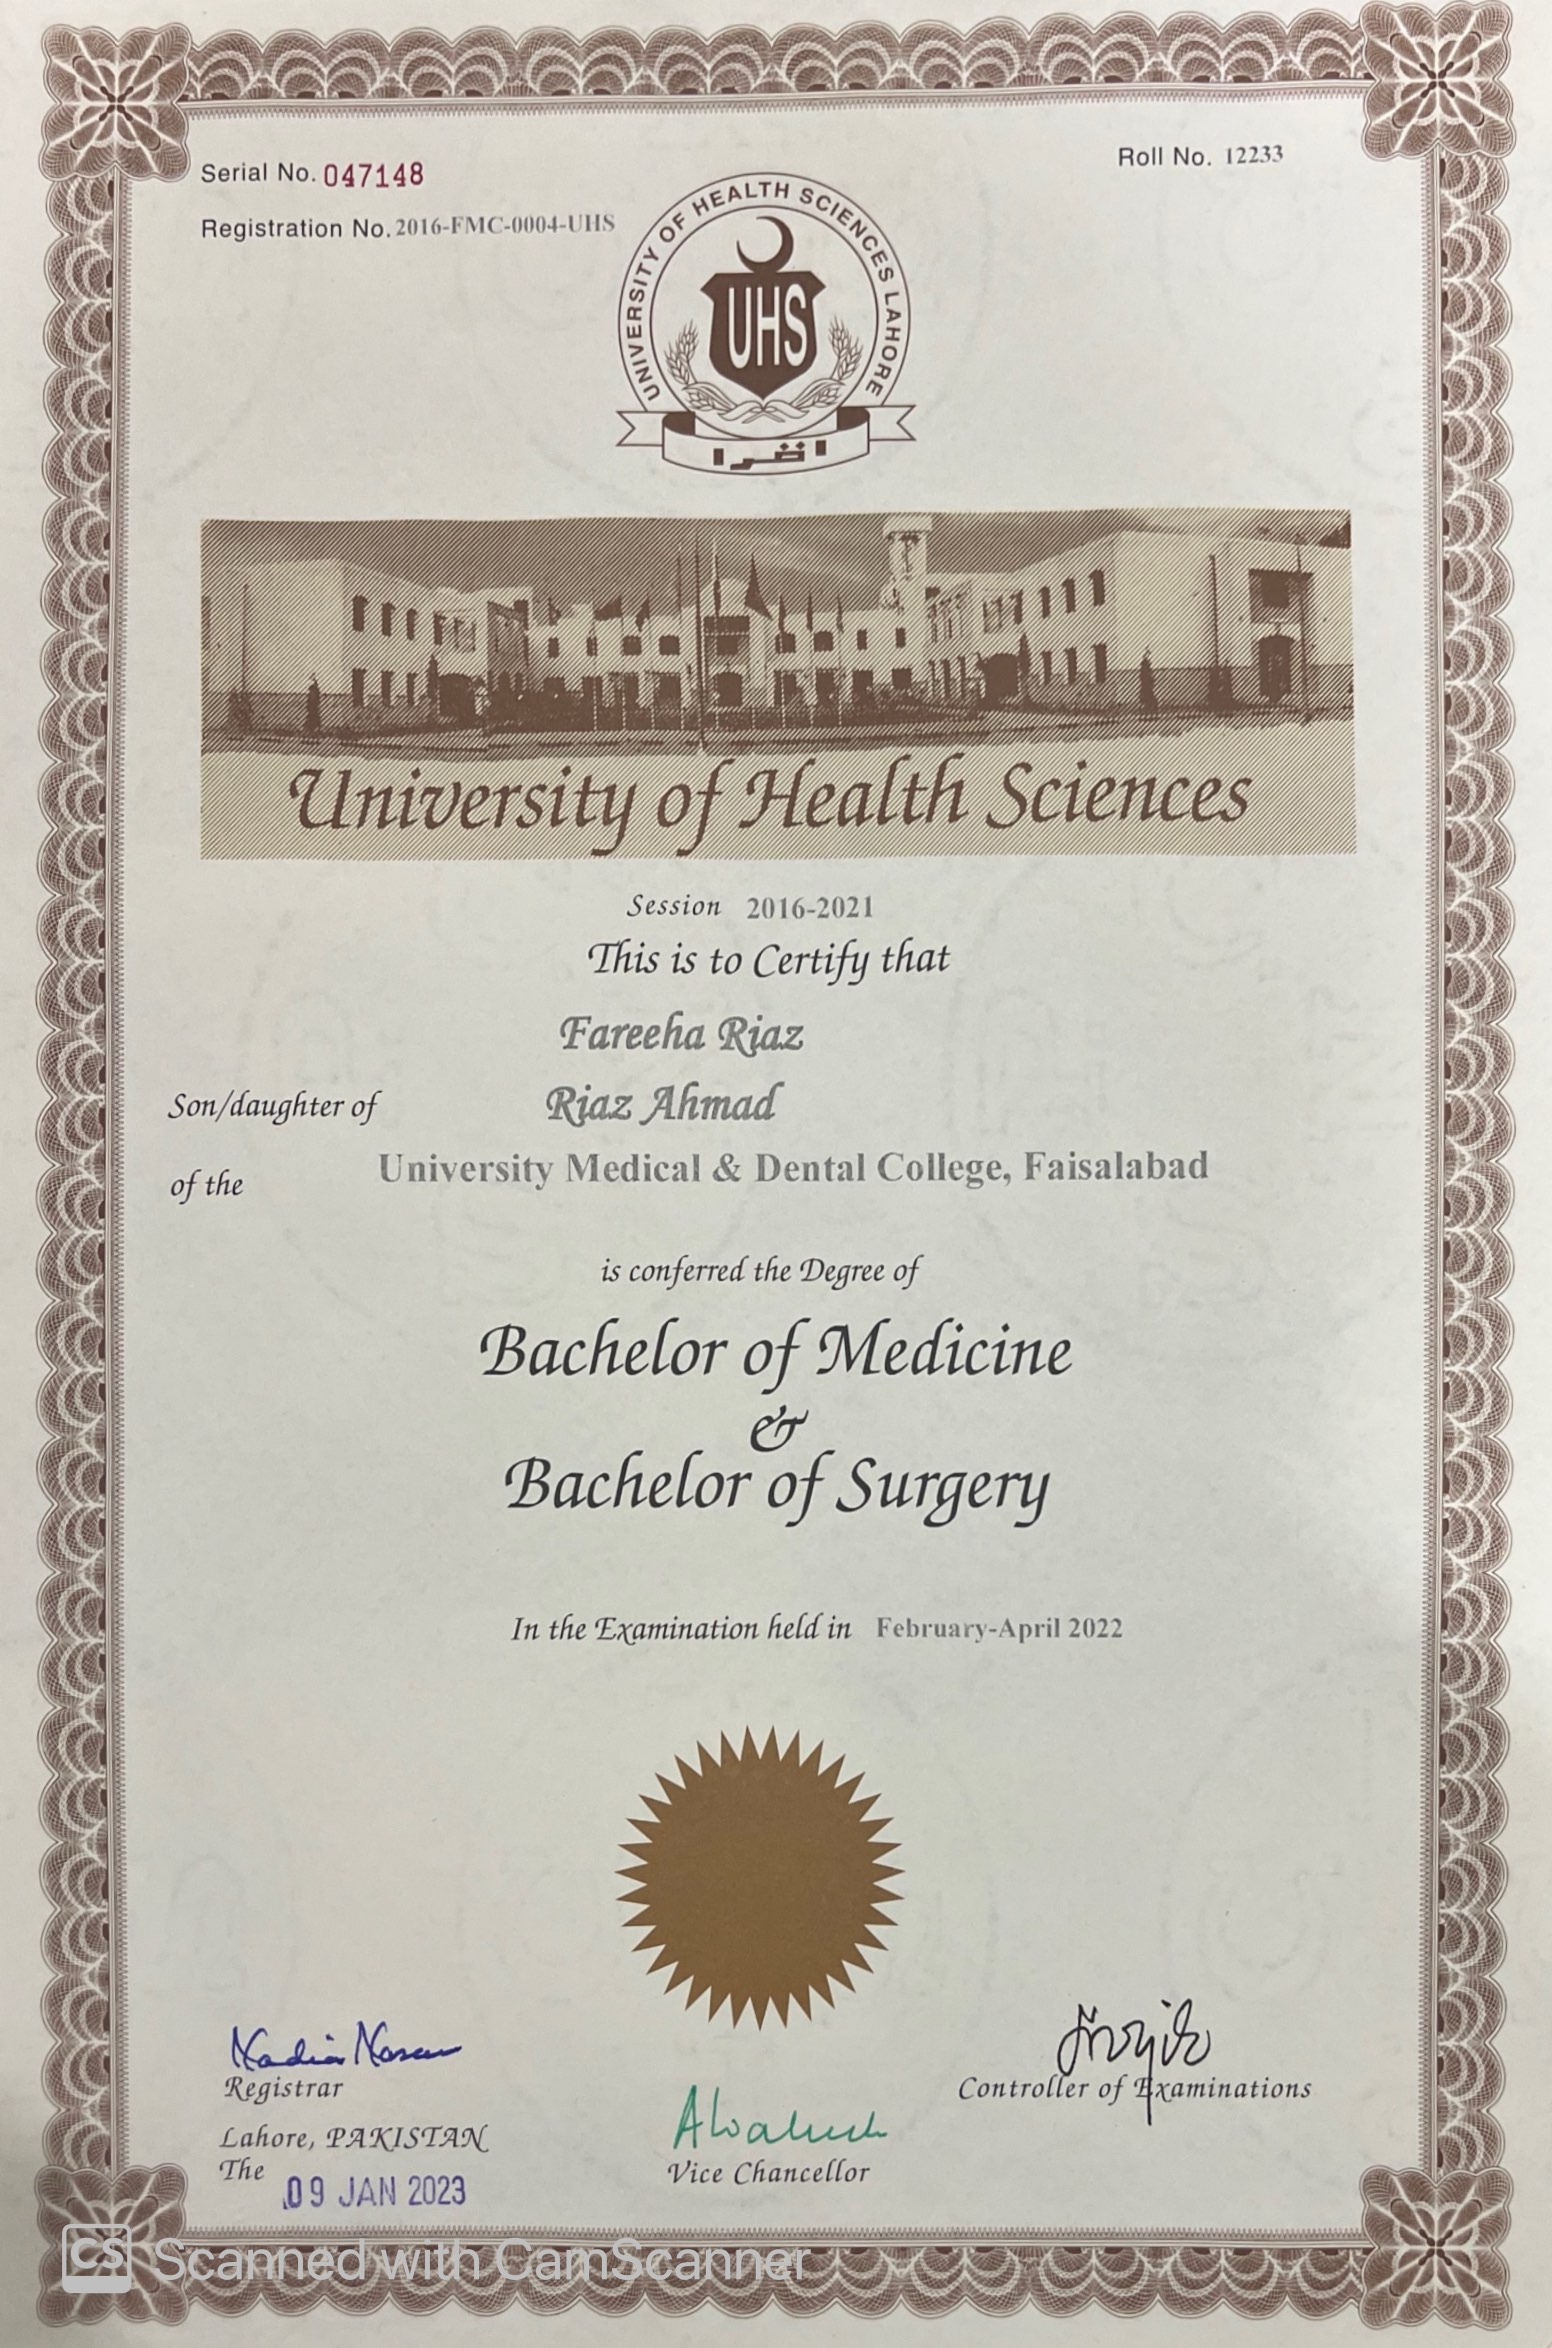 Serial No. 047148
Roll No. 12233
Registration No. 2016-FMC-0004-UHS
UNIVERSITY OF HEALTH SCIENCES LAHORE
UHS
اقرا
University of Health Sciences
Session 2016-2021
This is to Certify that
Fareeha Riaz
Son/daughter of Riaz Ahmad
of the University Medical & Dental College, Faisalabad
is conferred the Degree of
Bachelor of Medicine
&
Bachelor of Surgery
In the Examination held in February-April 2022
Nadia
Registrar
Controller of Examinations
Lahore, PAKISTAN
Vice Chancellor
The 09 JAN 2023
CS Scanned with CamScanner